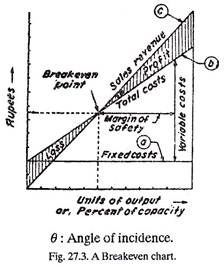 c
Sales revenue
Profit
b
Breakeven
point
Total costs
θ
Rupees
Margin of
safety
Variable costs
Loss
a
Fixed costs
Units of output
or, Percent of capacity
θ : Angle of incidence.
Fig. 27.3. A Breakeven chart.